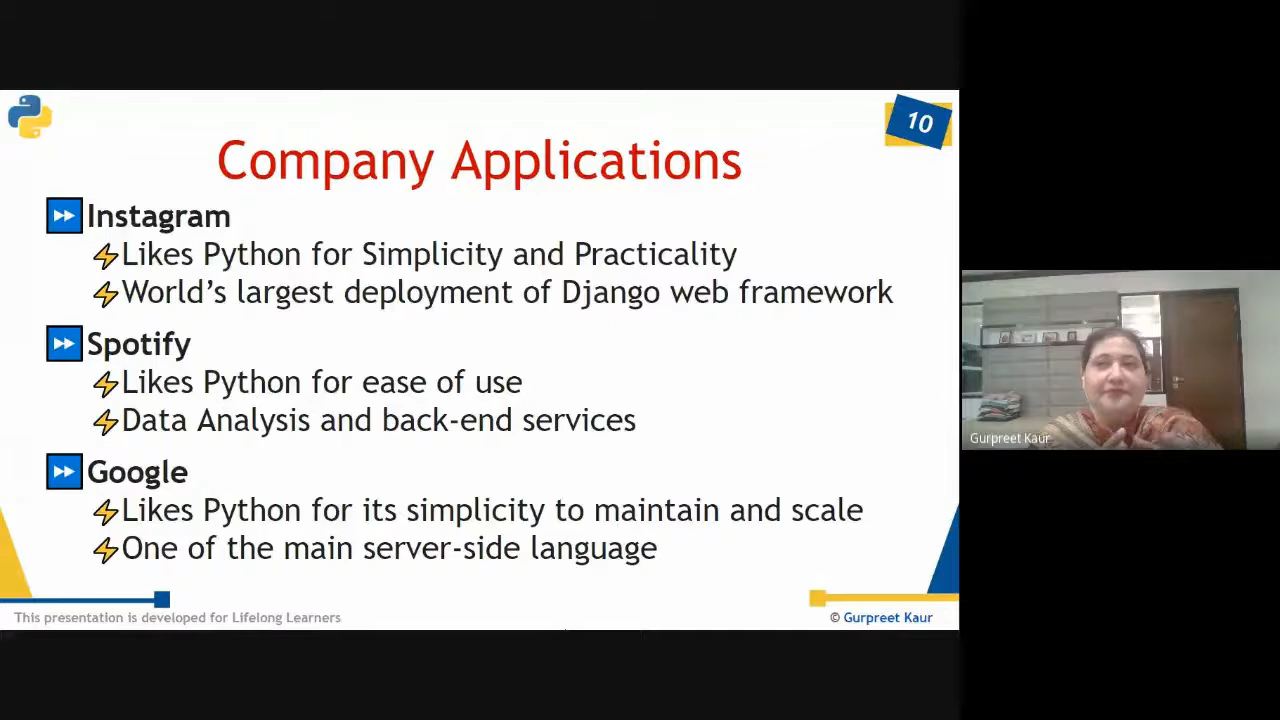 10
Company Applications
Instagram
Likes Python for Simplicity and Practicality
World's largest deployment of Django web framework
Spotify
Likes Python for ease of use
Data Analysis and back-end services
Google
Likes Python for its simplicity to maintain and scale
One of the main server-side language
This presentation is developed for Lifelong Learners
© Gurpreet Kaur
Gurpreet Kaur